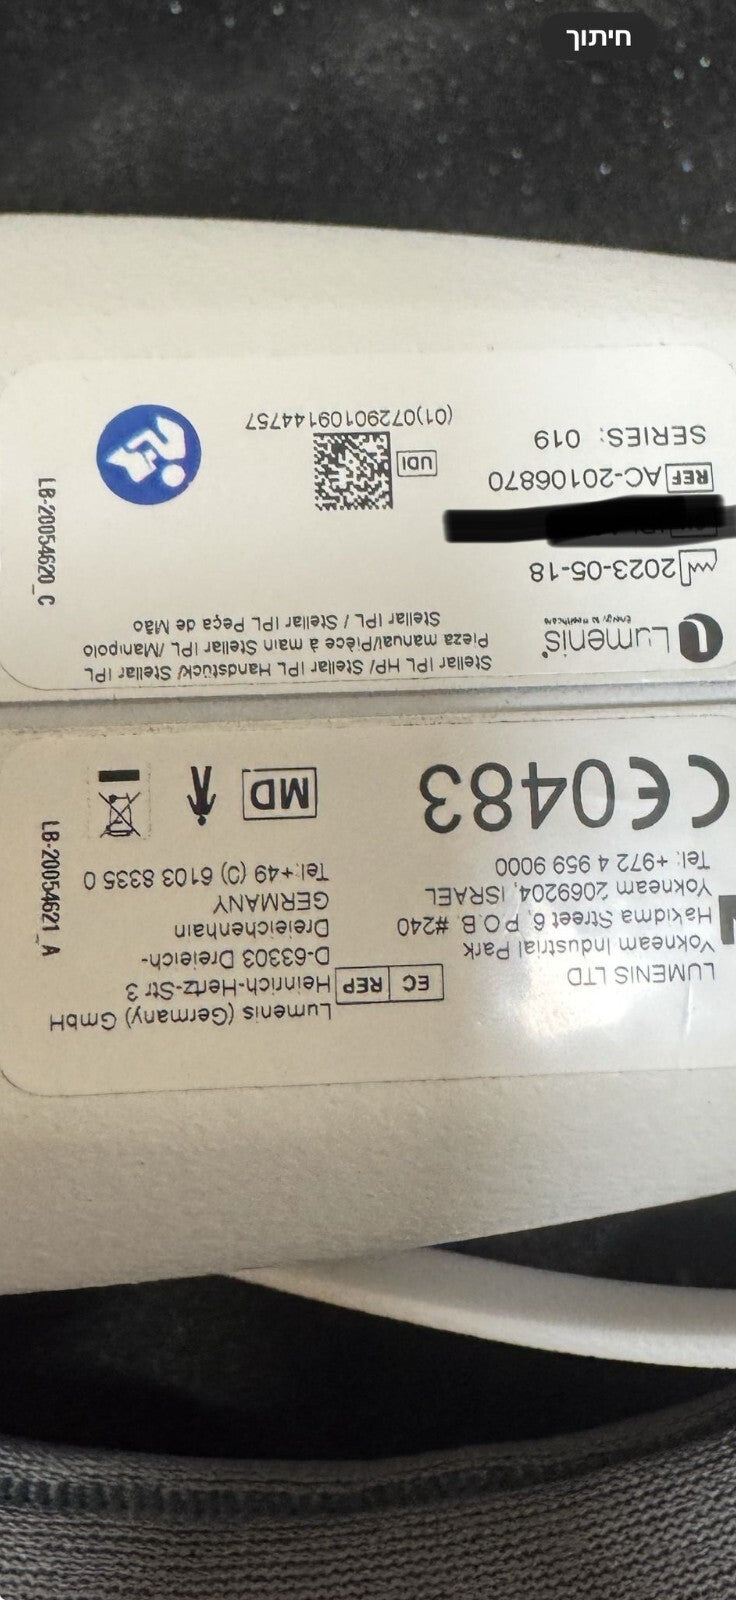 חיתוך
LUMENIS LTD
Yokneam Industrial Park
Hakidma Street 6, P.O.B. #240
Yokneam 2069204, ISRAEL
Tel: +972 4 959 9000
EC REP
Lumenis (Germany) GmbH
Heinrich-Hertz-Str 3
D-63303 Dreieich-
Dreieichenhain
GERMANY
Tel:+49 (0) 6103 8335 0
CE0483
MD
LB-20054621_A
Lumenis®
Energy to Healthcare
Stellar IPL HP/ Stellar IPL Handstück/ Stellar IPL
Pieza manual/Pièce à main Stellar IPL /Manipolo
Stellar IPL / Stellar IPL Peça de Mão
2023-05-18
REF AC-20106870
SERIES: 019
UDI
(01)07290109144757
LB-20054620_C